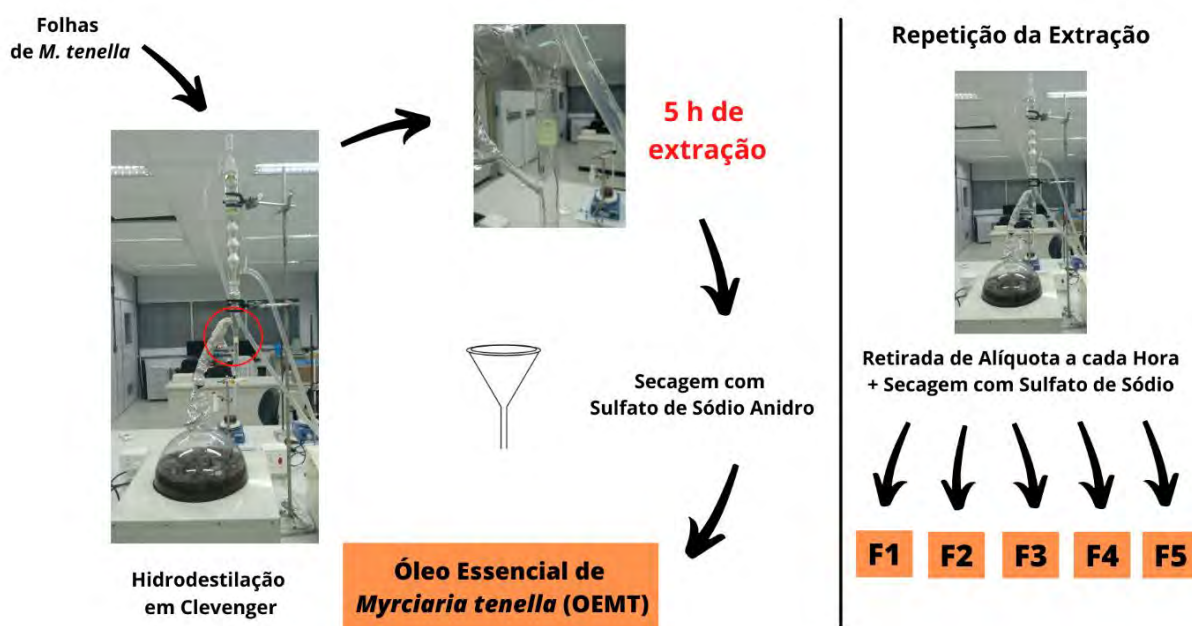 Folhas
de M. tenella
5 h de
extração
Secagem com
Sulfato de Sódio Anidro
Hidrodestilação
em Clevenger
Óleo Essencial de
Myrciaria tenella (OEMT)
Repetição da Extração
Retirada de Alíquota a cada Hora
+ Secagem com Sulfato de Sódio
F1 F2 F3 F4 F5